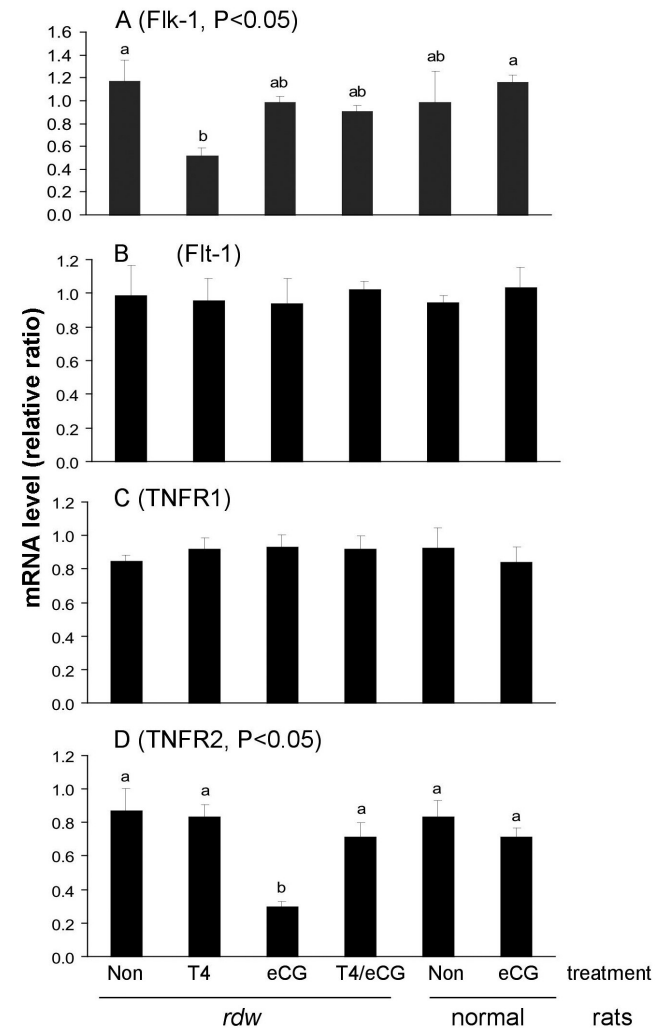 A (Flk-1, P<0.05)
1.6
1.4
1.2
1.0
0.8
0.6
0.4
0.2
0.0
a
b
ab
ab
ab
a
B (Flt-1)
1.2
1.0
0.8
0.6
0.4
0.2
0.0
mRNA level (relative ratio)
C (TNFR1)
1.2
1.0
0.8
0.6
0.4
0.2
0.0
D (TNFR2, P<0.05)
1.2
1.0
0.8
0.6
0.4
0.2
0.0
a
a
b
a
a
a
Non T4 eCG T4/eCG Non eCG treatment
rdw normal rats